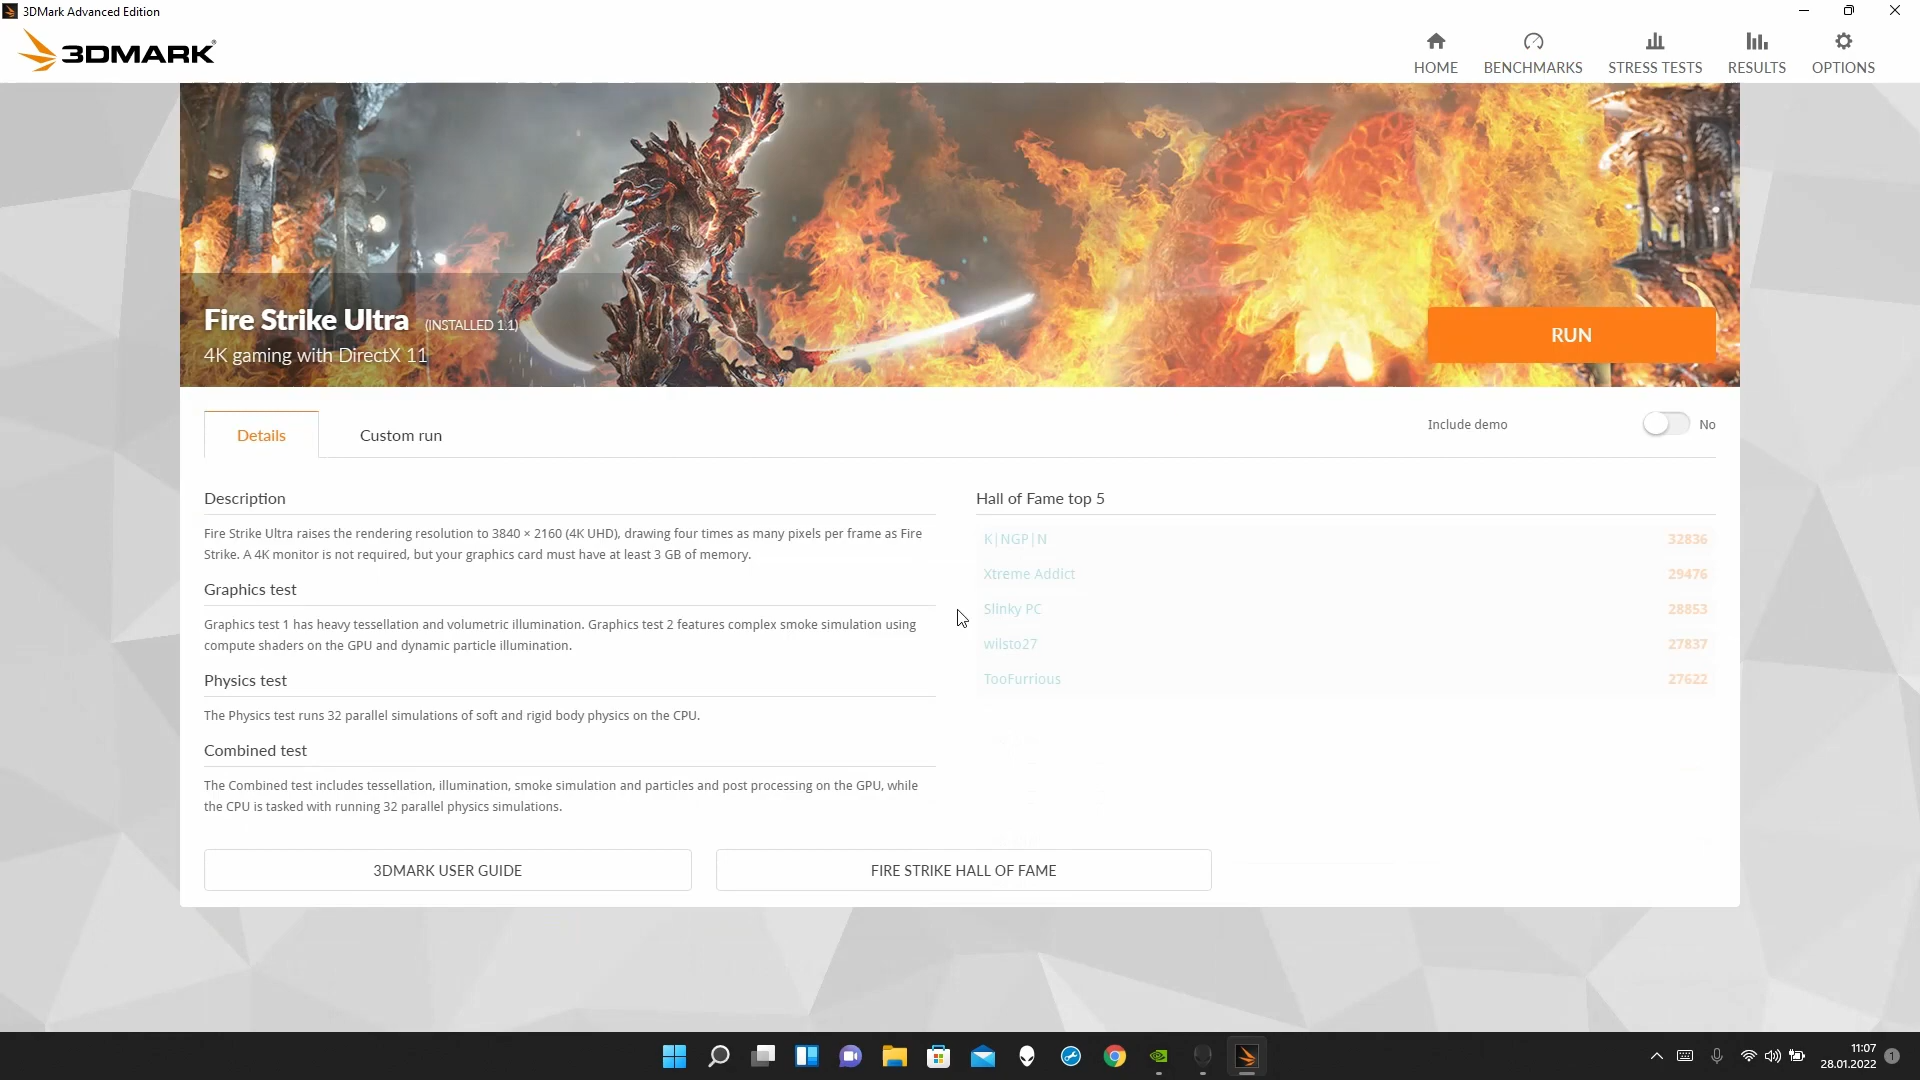 3DMark Advanced Edition
3DMARK
HOME
BENCHMARKS
STRESS TESTS
RESULTS
OPTIONS
Fire Strike Ultra (INSTALLED 1.1)
4K gaming with DirectX 11
RUN
Details
Custom run
Include demo
No
Description
Fire Strike Ultra raises the rendering resolution to 3840 × 2160 (4K UHD), drawing four times as many pixels per frame as Fire
Strike. A 4K monitor is not required, but your graphics card must have at least 3 GB of memory.
Graphics test
Graphics test 1 has heavy tessellation and volumetric illumination. Graphics test 2 features complex smoke simulation using
compute shaders on the GPU and dynamic particle illumination.
Physics test
The Physics test runs 32 parallel simulations of soft and rigid body physics on the CPU.
Combined test
The Combined test includes tessellation, illumination, smoke simulation and particles and post processing on the GPU, while
the CPU is tasked with running 32 parallel physics simulations.
Hall of Fame top 5
K|NGP|N 32836
Xtreme Addict 29476
Slinky PC 28853
wilsto27 27837
TooFurrious 27622
3DMARK USER GUIDE
FIRE STRIKE HALL OF FAME
11:07
28.01.2022
1